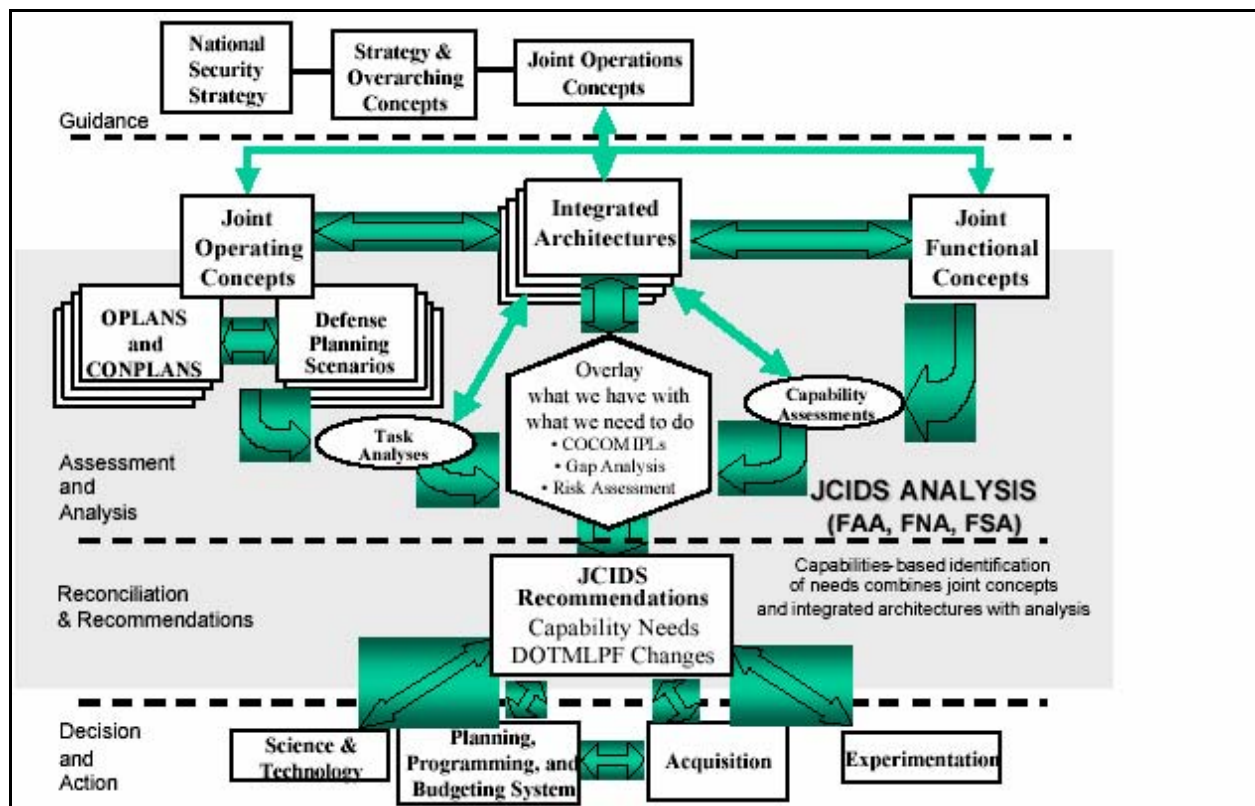 National
Security
Strategy
Strategy &
Overarching
Concepts
Joint Operations
Concepts
Guidance
Joint
Operating
Concepts
Integrated
Architectures
Joint
Functional
Concepts
OPLANS
and
CONPLANS
Defense
Planning
Scenarios
Overlay
what we have with
what we need to do
• COCOM IPLs
• Gap Analysis
• Risk Assessment
Capability
Assessments
Task
Analyses
Assessment
and
Analysis
JCIDS ANALYSIS
(FAA, FNA, FSA)
Capabilities-based identification
of needs combines joint concepts
and integrated architectures with analysis
Reconciliation
& Recommendations
JCIDS
Recommendations
Capability Needs
DOTMLPF Changes
Decision
and
Action
Science &
Technology
Planning,
Programming, and
Budgeting System
Acquisition
Experimentation